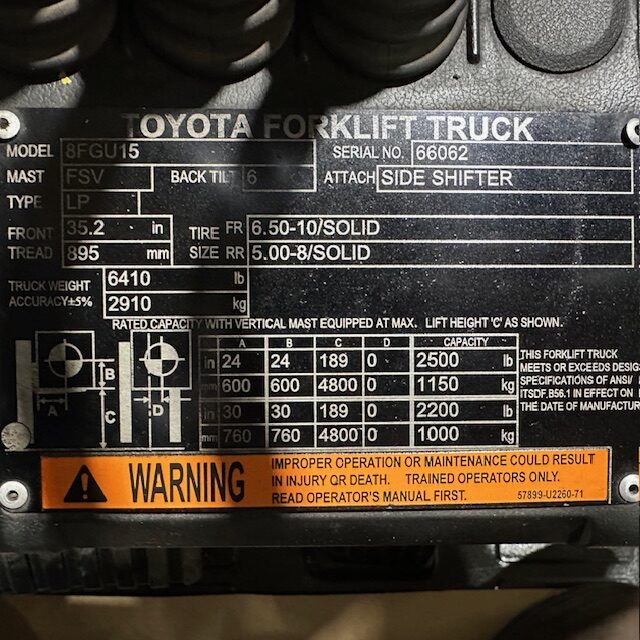 TOYOTA FORKLIFT TRUCK
MODEL 8FGU15 SERIAL NO. 66062
MAST FSV BACK TILT 6 ATTACH SIDE SHIFTER
TYPE LP
FRONT TREAD 35.2 in 895 mm
TIRE SIZE FR 6.50-10/SOLID
RR 5.00-8/SOLID
TRUCK WEIGHT 6410 lb
ACCURACY±5% 2910 kg
RATED CAPACITY WITH VERTICAL MAST EQUIPPED AT MAX. LIFT HEIGHT 'C' AS SHOWN.
A B C D CAPACITY
in 24 24 189 0 2500 lb
mm 600 600 4800 0 1150 kg
in 30 30 189 0 2200 lb
mm 760 760 4800 0 1000 kg
A B C D
THIS FORKLIFT TRUCK
MEETS OR EXCEEDS DESIG
SPECIFICATIONS OF ANSI/
ITSDF.B56.1 IN EFFECT ON
THE DATE OF MANUFACTUR
WARNING
IMPROPER OPERATION OR MAINTENANCE COULD RESULT
IN INJURY OR DEATH. TRAINED OPERATORS ONLY.
READ OPERATOR'S MANUAL FIRST. 57899-U2260-71